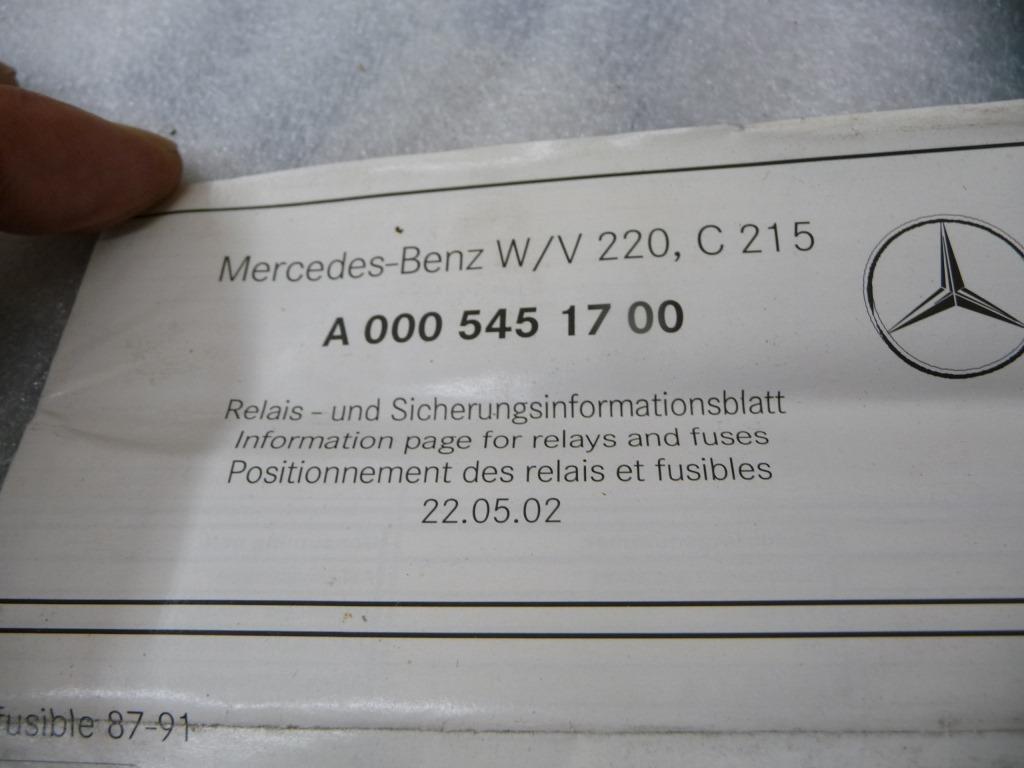 Mercedes-Benz W/V 220, C 215
A 000 545 17 00
Relais - und Sicherungsinformationsblatt
Information page for relays and fuses
Positionnement des relais et fusibles
22.05.02
fusible 87-91